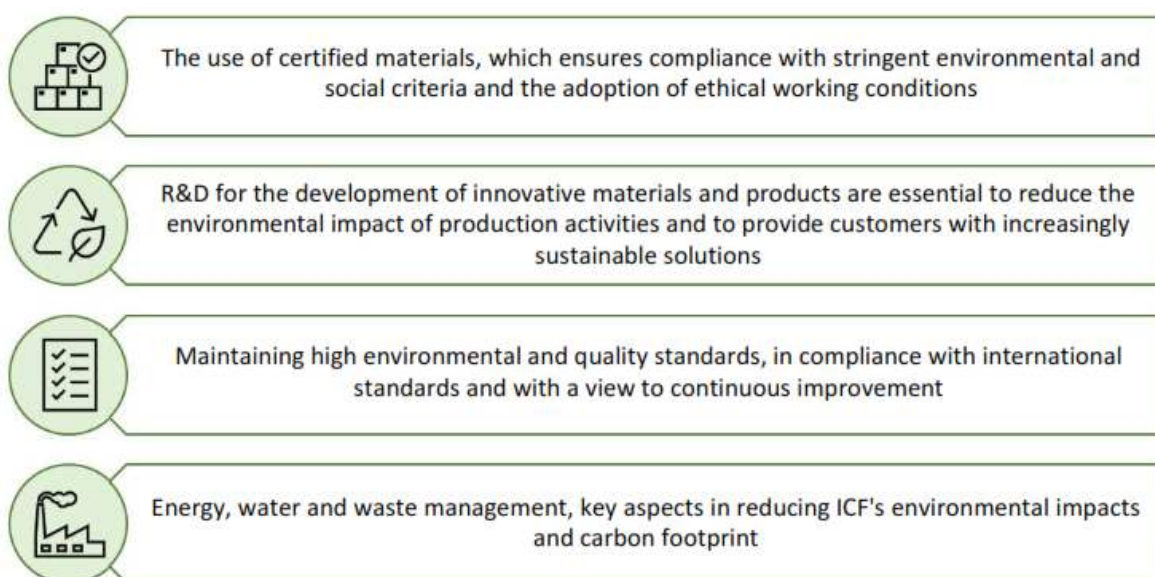 The use of certified materials, which ensures compliance with stringent environmental and
social criteria and the adoption of ethical working conditions
R&D for the development of innovative materials and products are essential to reduce the
environmental impact of production activities and to provide customers with increasingly
sustainable solutions
Maintaining high environmental and quality standards, in compliance with international
standards and with a view to continuous improvement
Energy, water and waste management, key aspects in reducing ICF's environmental impacts
and carbon footprint